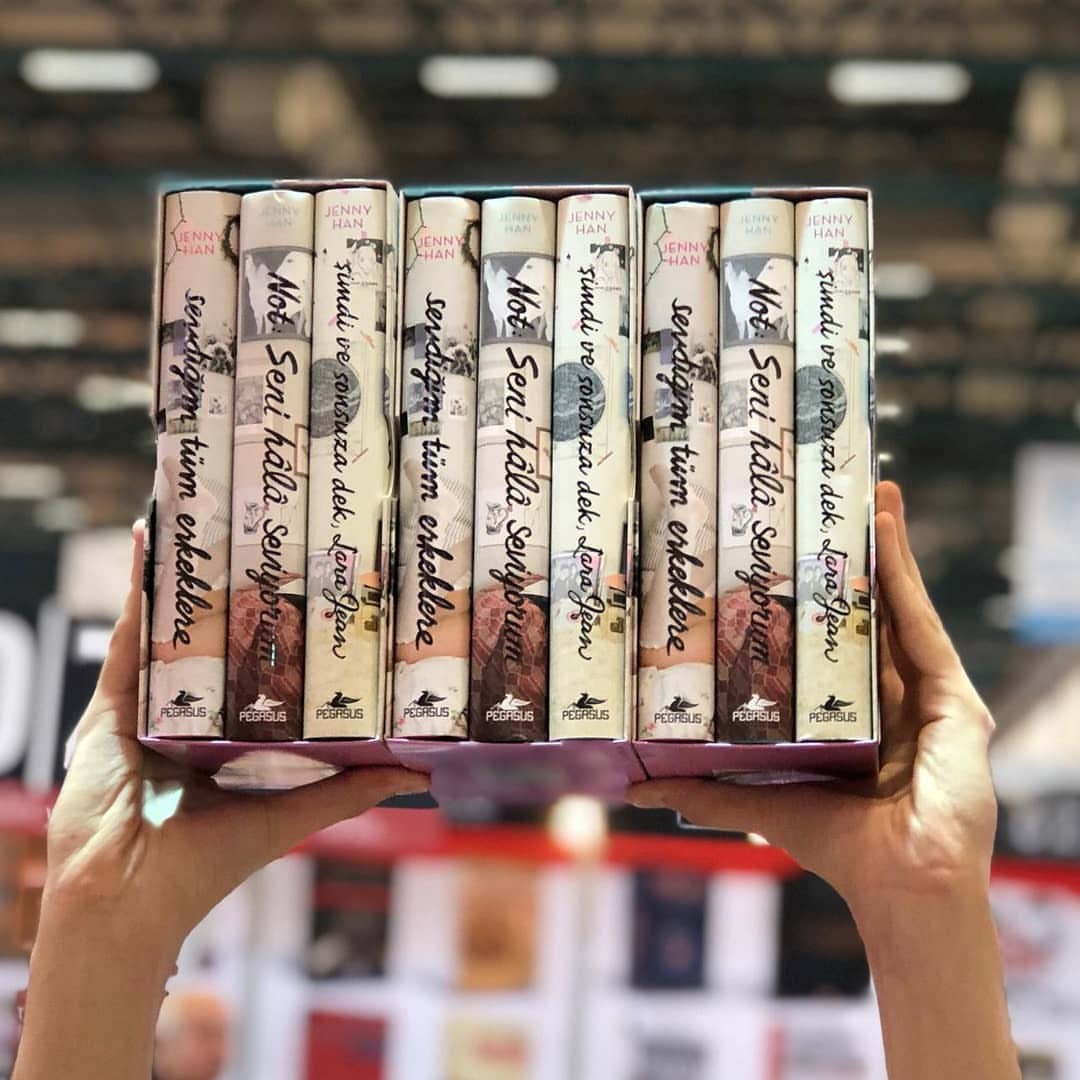 JENNY
HAN
sevdiğim tüm erkeklere
PEGASUS
JENNY
HAN
Not: Seni hâlâ seviyorum
PEGASUS
JENNY
HAN
şimdi ve sonsuza dek, Lara Jean
PEGASUS
JENNY
HAN
sevdiğim tüm erkeklere
PEGASUS
JENNY
HAN
Not: Seni hâlâ seviyorum
PEGASUS
JENNY
HAN
şimdi ve sonsuza dek, Lara Jean
PEGASUS
JENNY
HAN
sevdiğim tüm erkeklere
PEGASUS
JENNY
HAN
Not: Seni hâlâ seviyorum
PEGASUS
JENNY
HAN
şimdi ve sonsuza dek, Lara Jean
PEGASUS